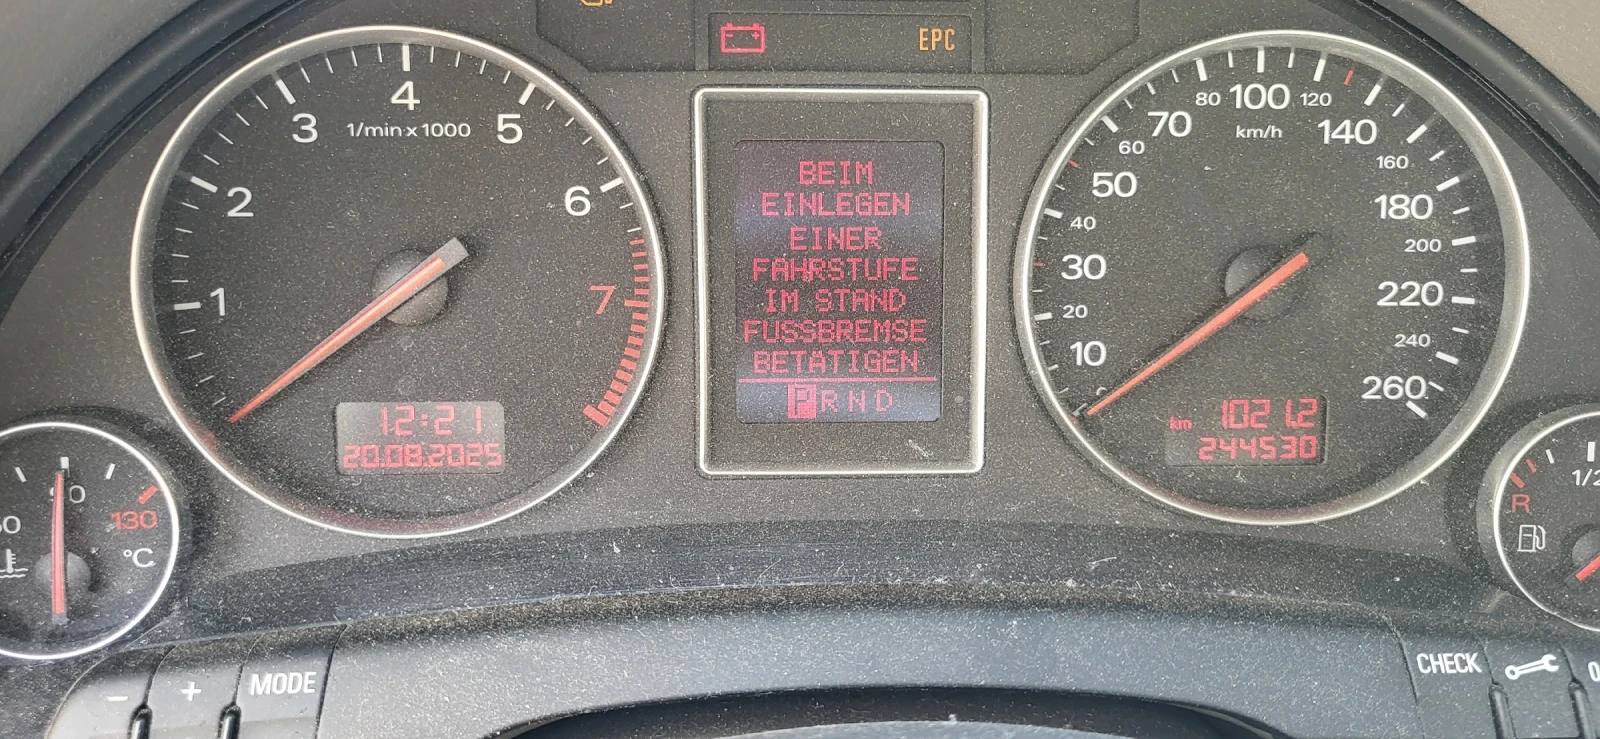 EPC
4
3
5
1/min x 1000
2
6
1
7
12:21
20.08.2025
BEIM
EINLEGEN
EINER
FAHRSTUFE
IM STAND
FUSSBREMSE
BETÄTIGEN
P R N D
80 100 120
70 km/h 140
60 160
50 180
40 200
30 220
20 240
10 260
km 1021.2
244530
90
130
°C
1/2
R
- + MODE
CHECK